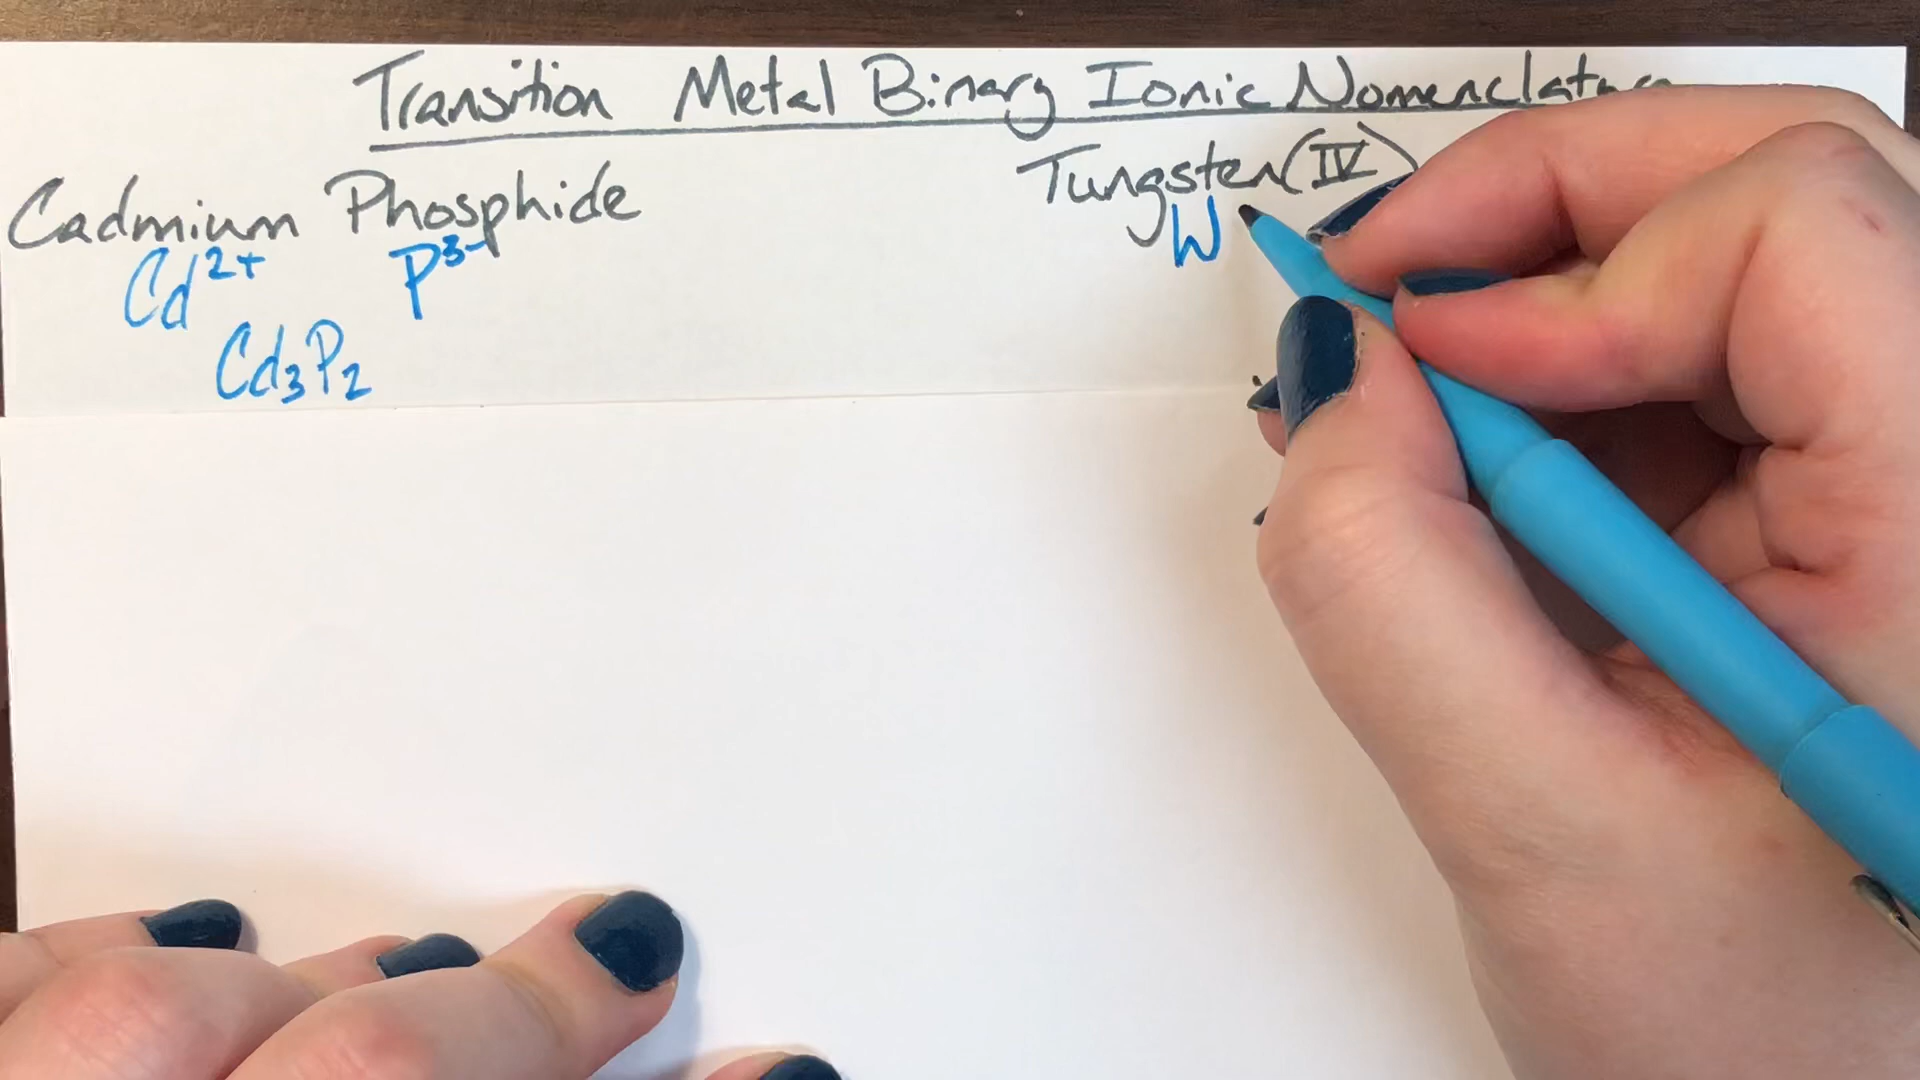 Transition Metal Binary Ionic Nomenclature
Cadmium Phosphide
Cd²⁺ P³⁻
Cd₃P₂
Tungsten (IV)
W